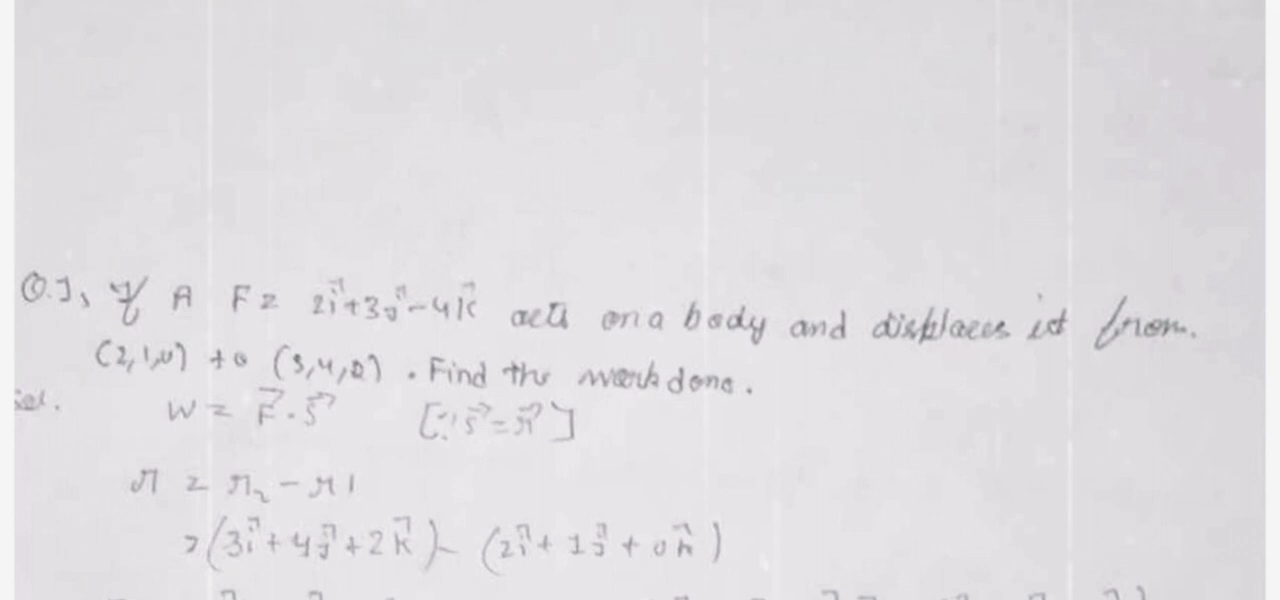 Q.1, If A F = 2i⃗+3j⃗-4k⃗ acts on a body and displaces ist from.
(2,1,0) to (3,4,2). Find the work done.
Sol. W = F⃗.S⃗ [∵S⃗=r⃗]
r = r₂-r1
=(3i⃗+4j⃗+2k⃗)-(2i⃗+1j⃗+0k⃗)